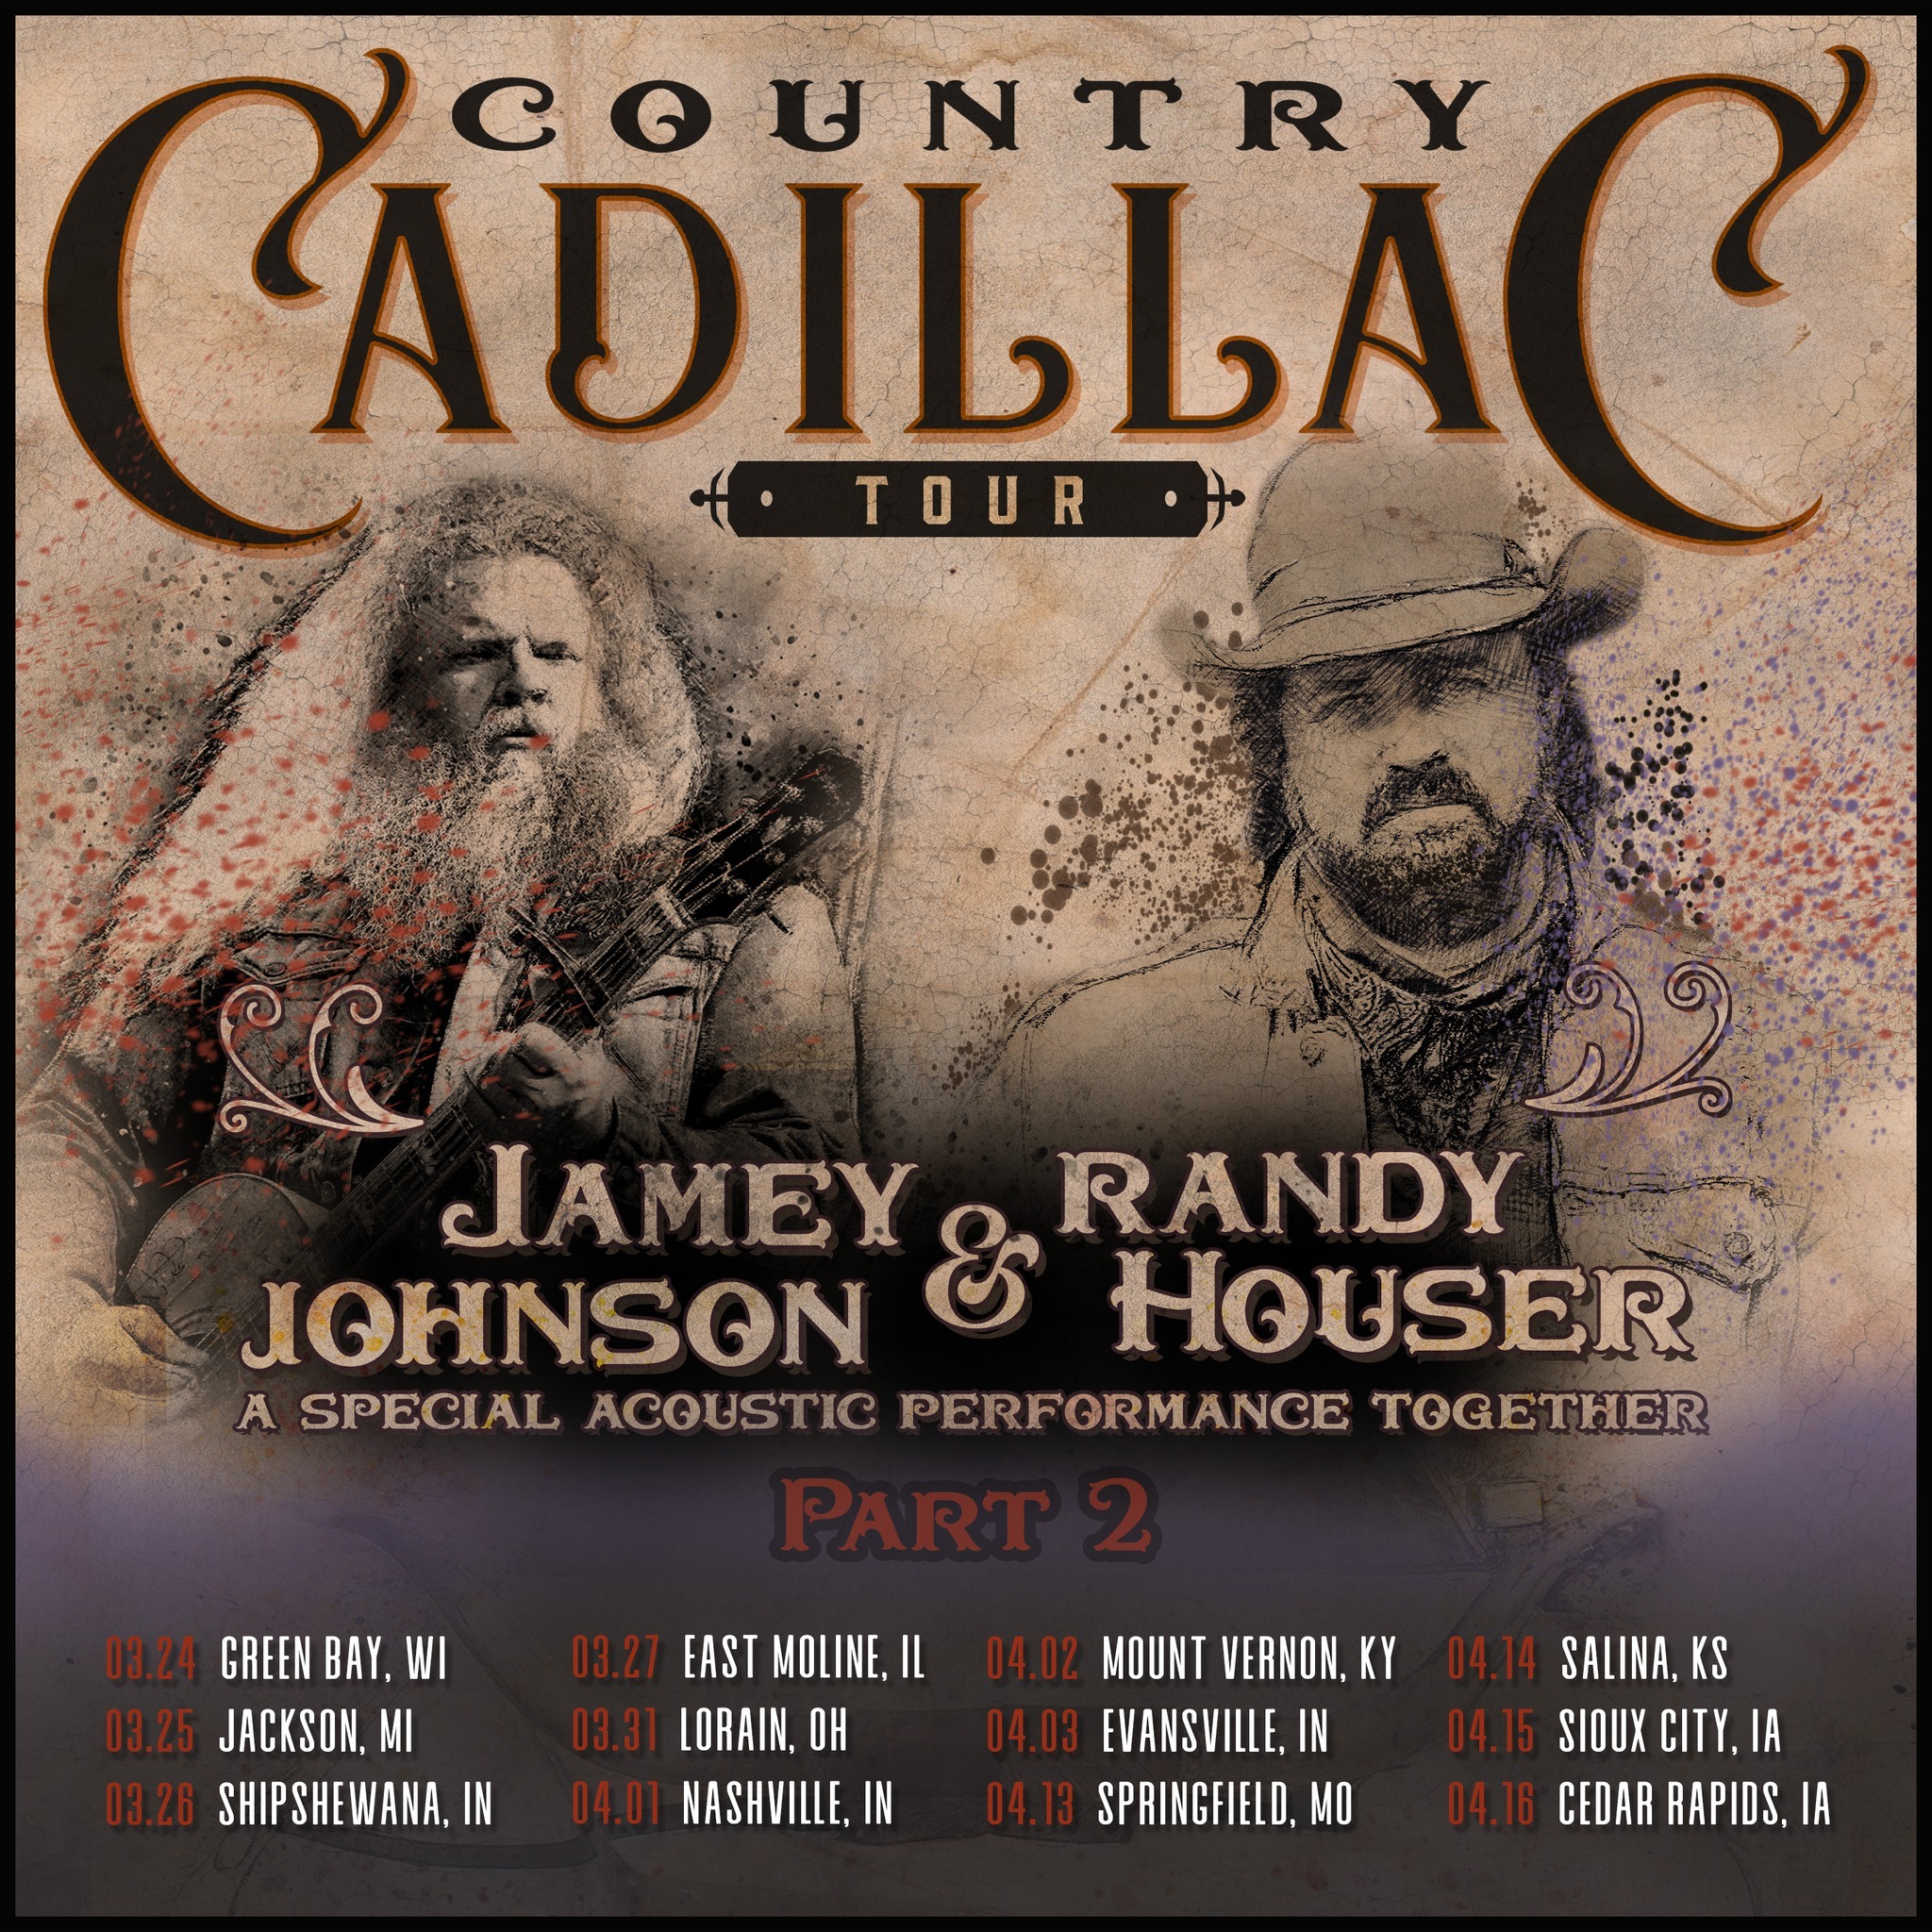 COUNTRY
CADILLAC
TOUR
JAMEY & RANDY
JOHNSON HOUSER
A SPECIAL ACOUSTIC PERFORMANCE TOGETHER
PART 2
03.24 GREEN BAY, WI
03.25 JACKSON, MI
03.26 SHIPSHEWANA, IN
03.27 EAST MOLINE, IL
03.31 LORAIN, OH
04.01 NASHVILLE, IN
04.02 MOUNT VERNON, KY
04.03 EVANSVILLE, IN
04.13 SPRINGFIELD, MO
04.14 SALINA, KS
04.15 SIOUX CITY, IA
04.16 CEDAR RAPIDS, IA